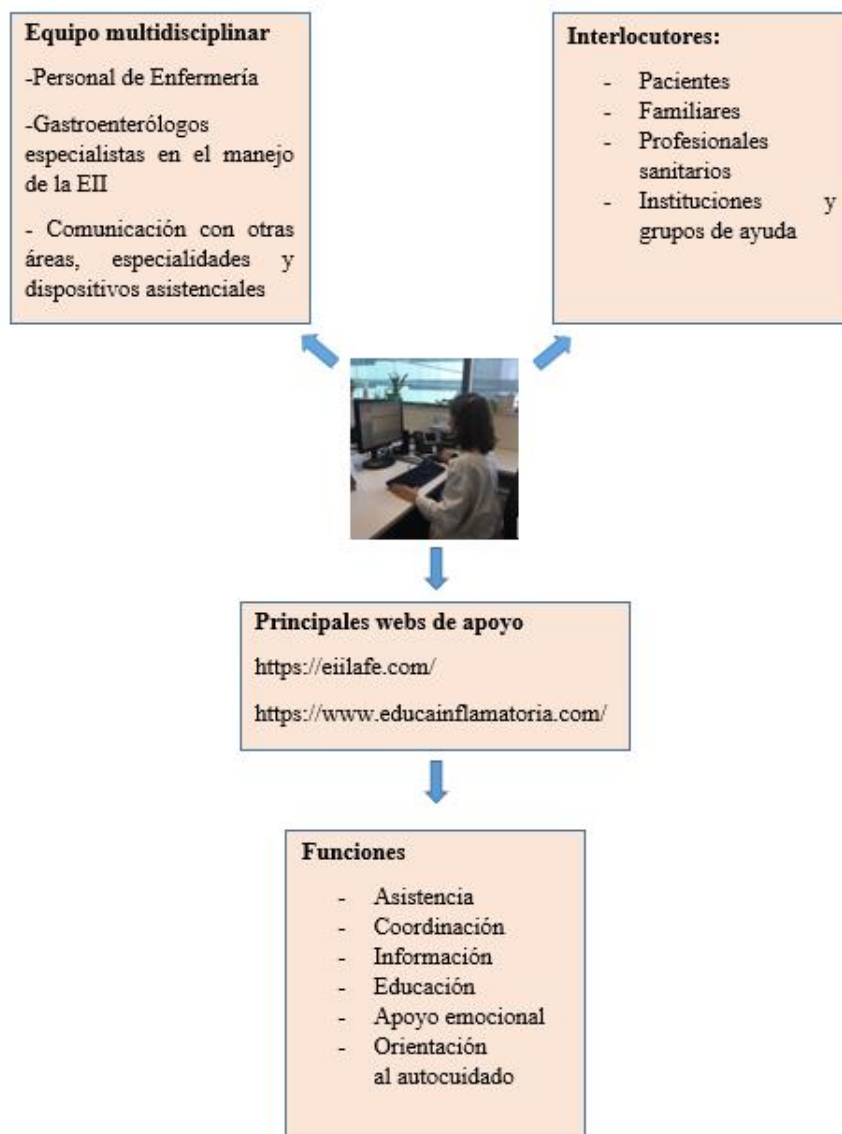 Equipo multidisciplinar
-Personal de Enfermería
-Gastroenterólogos
especialistas en el manejo
de la EII
- Comunicación con otras
áreas, especialidades y
dispositivos asistenciales
Interlocutores:
- Pacientes
- Familiares
- Profesionales
sanitarios
- Instituciones y
grupos de ayuda
Principales webs de apoyo
https://eiilafe.com/
https://www.educainflamatoria.com/
Funciones
- Asistencia
- Coordinación
- Información
- Educación
- Apoyo emocional
- Orientación
al autocuidado